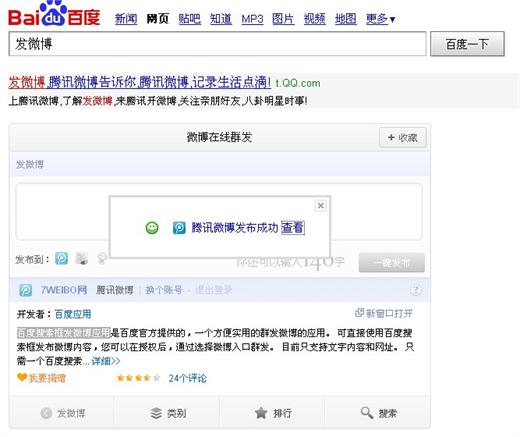 Bai du 百度
新闻 网页 贴吧 知道 MP3 图片 视频 地图 更多▼
发微博 百度一下
发微博,腾讯微博告诉你,腾讯微博,记录生活点滴! t.QQ.com
上腾讯微博,了解发微博,来腾讯开微博,关注亲朋好友,八卦明星时事!
微博在线群发 + 收藏
发微博
腾讯微博发布成功 查看
发布到： 你还可以输入140字 一键发布
7WEIBO网 腾讯微博 | 换个账号 · 退出登录 ?
开发者：百度应用 新窗口打开
百度搜索框发微博应用是百度官方提供的，一个方便实用的群发微博的应用。 可直接使用百度搜
索框发布微博内容，您可以在授权后，通过选择微博入口群发。 目前只支持文字内容和网址。 只
需一个百度搜索... 详细>>
我要捐赠 24个评论
发微博 类别 排行 搜索